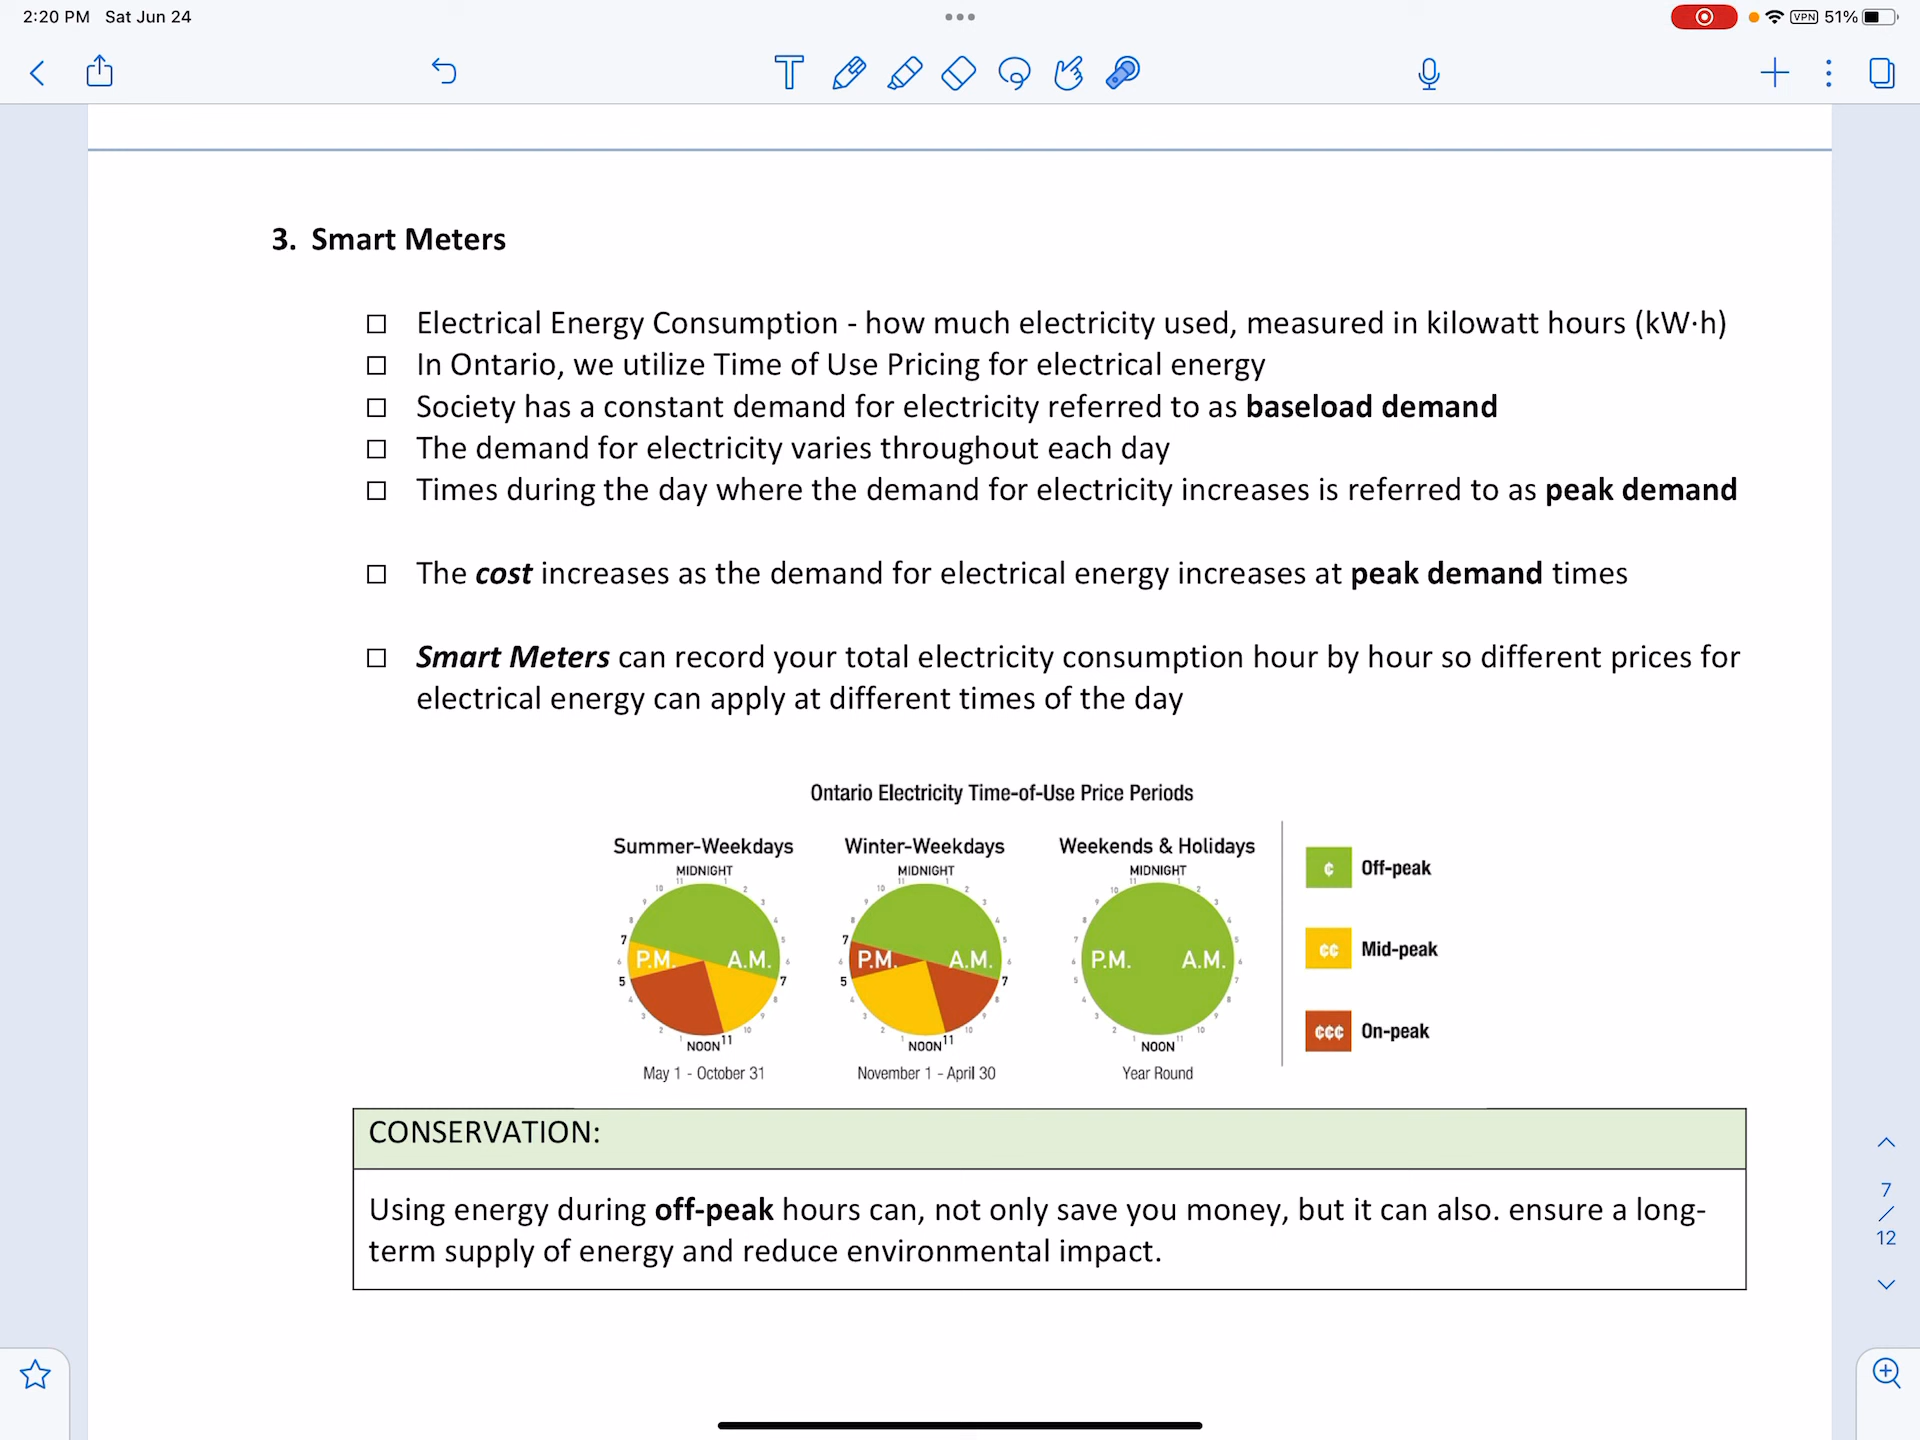 2:20 PM Sat Jun 24
VPN 51%
3. Smart Meters
Electrical Energy Consumption - how much electricity used, measured in kilowatt hours (kW·h)
In Ontario, we utilize Time of Use Pricing for electrical energy
Society has a constant demand for electricity referred to as baseload demand
The demand for electricity varies throughout each day
Times during the day where the demand for electricity increases is referred to as peak demand
The cost increases as the demand for electrical energy increases at peak demand times
Smart Meters can record your total electricity consumption hour by hour so different prices for
electrical energy can apply at different times of the day
Ontario Electricity Time-of-Use Price Periods
Summer-Weekdays
MIDNIGHT
7
P.M. A.M.
5 7
NOON 11
May 1 - October 31
Winter-Weekdays
MIDNIGHT
7
P.M. A.M.
5 7
NOON 11
November 1 - April 30
Weekends & Holidays
MIDNIGHT
P.M. A.M.
NOON
Year Round
¢ Off-peak
¢¢ Mid-peak
¢¢¢ On-peak
CONSERVATION:
Using energy during off-peak hours can, not only save you money, but it can also. ensure a long-
term supply of energy and reduce environmental impact.
7
/
12